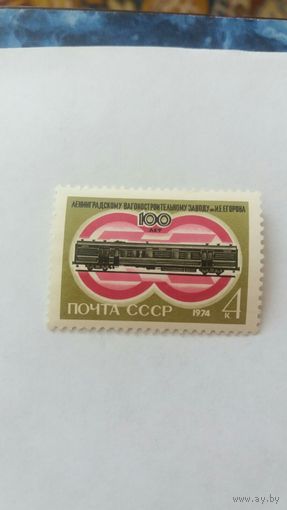 ЛЕНИНГРАДСКОМУ ВАГОНОСТРОИТЕЛЬНОМУ ЗАВОДУ им. И.Е.ЕГОРОВА
100
ЛЕТ
ПОЧТА СССР 1974 4
К
www.ay.by